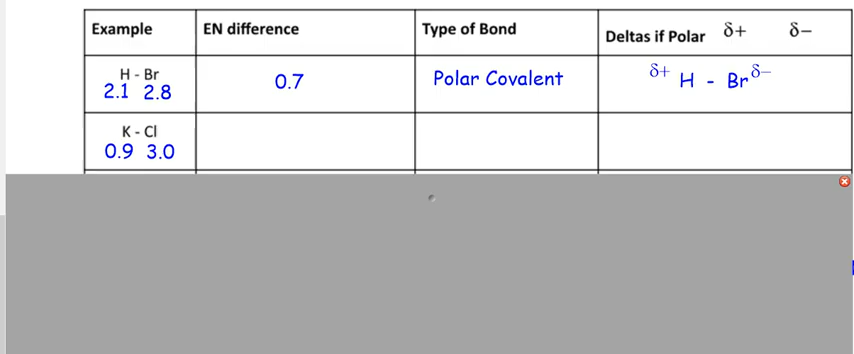 Example EN difference Type of Bond Deltas if Polar δ+ δ−
H - Br 0.7 Polar Covalent δ+ H - Br δ−
2.1 2.8
K - Cl
0.9 3.0